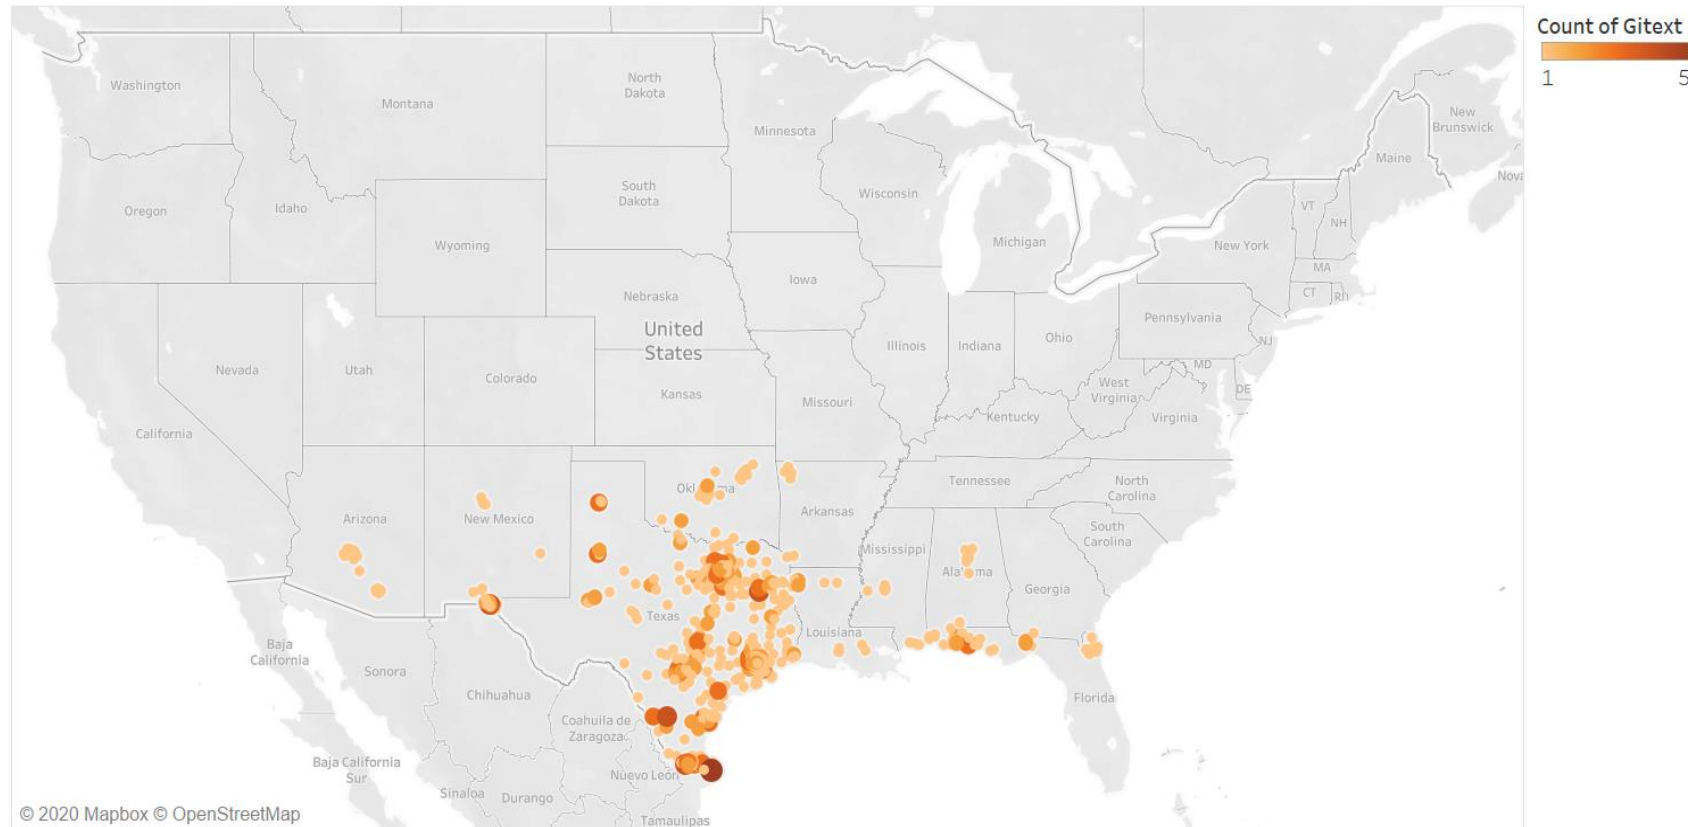 Count of Gitext
1
5
Washington
Montana
North
Dakota
Minnesota
New
Brunswick
Maine
Nova
Oregon
Idaho
Wyoming
South
Dakota
Wisconsin
Michigan
VT
NH
New York
MA
CT
RI
Nebraska
Iowa
Pennsylvania
United
States
Illinois
Indiana
Ohio
NJ
Nevada
Utah
Colorado
Kansas
Missouri
West
Virginia
MD
DE
Virginia
Kentucky
California
Tennessee
North
Carolina
Arizona
New Mexico
Arkansas
South
Carolina
Mississippi
Georgia
Texas
Louisiana
Florida
Baja
California
Sonora
Chihuahua
Coahuila de
Zaragoza
Baja California
Sur
Nuevo León
Sinaloa
Durango
Tamaulipas
© 2020 Mapbox © OpenStreetMap